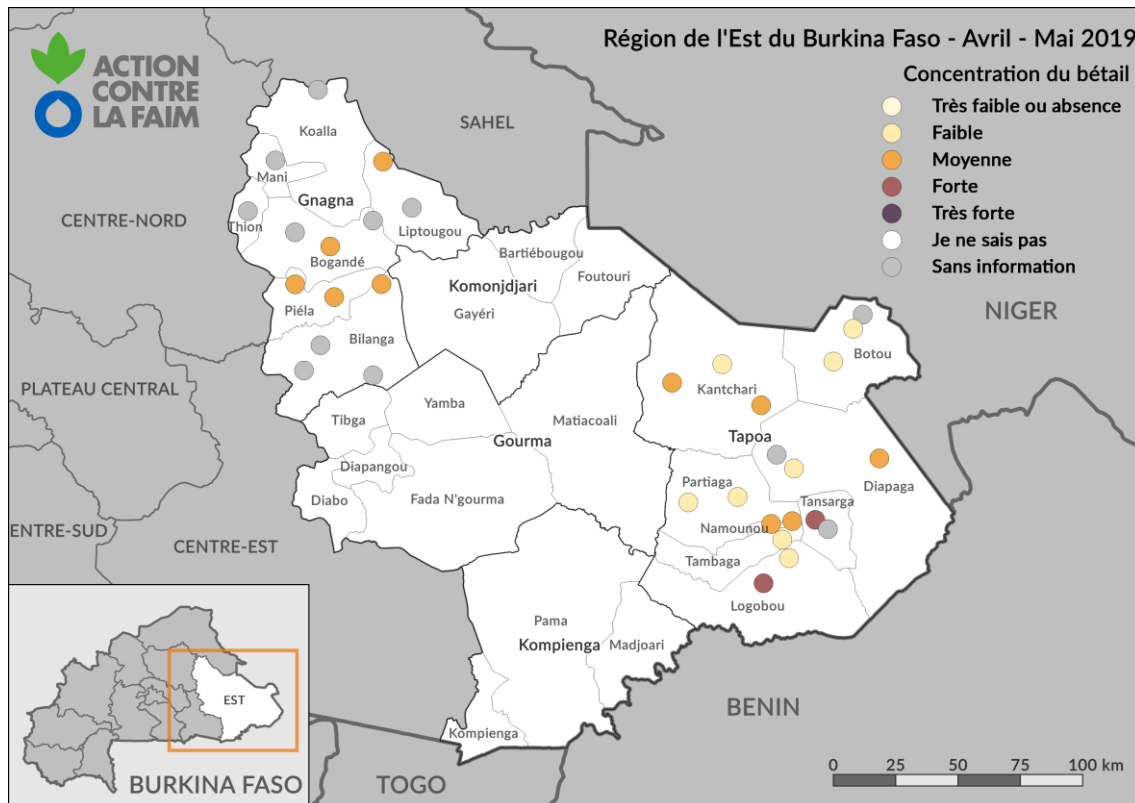 Région de l'Est du Burkina Faso - Avril - Mai 2019
ACTION
CONTRE
LA FAIM
Concentration du bétail
Très faible ou absence
Faible
Moyenne
Forte
Très forte
Je ne sais pas
Sans information
SAHEL
Koalla
Mani
Gnagna
CENTRE-NORD
Thion
Liptougou
Bogandé
Bartiébougou
Foutouri
Komonjdjari
Piéla
Gayéri
NIGER
Bilanga
Botou
PLATEAU CENTRAL
Kantchari
Yamba
Tibga
Matiacoali
Gourma
Tapoa
Diapangou
Partiaga
Diapaga
Diabo
Fada N'gourma
Tansarga
ENTRE-SUD
Namounou
CENTRE-EST
Tambaga
Logobou
Pama
Kompienga
Madjoari
EST
BENIN
Kompienga
BURKINA FASO
TOGO
0 25 50 75 100 km